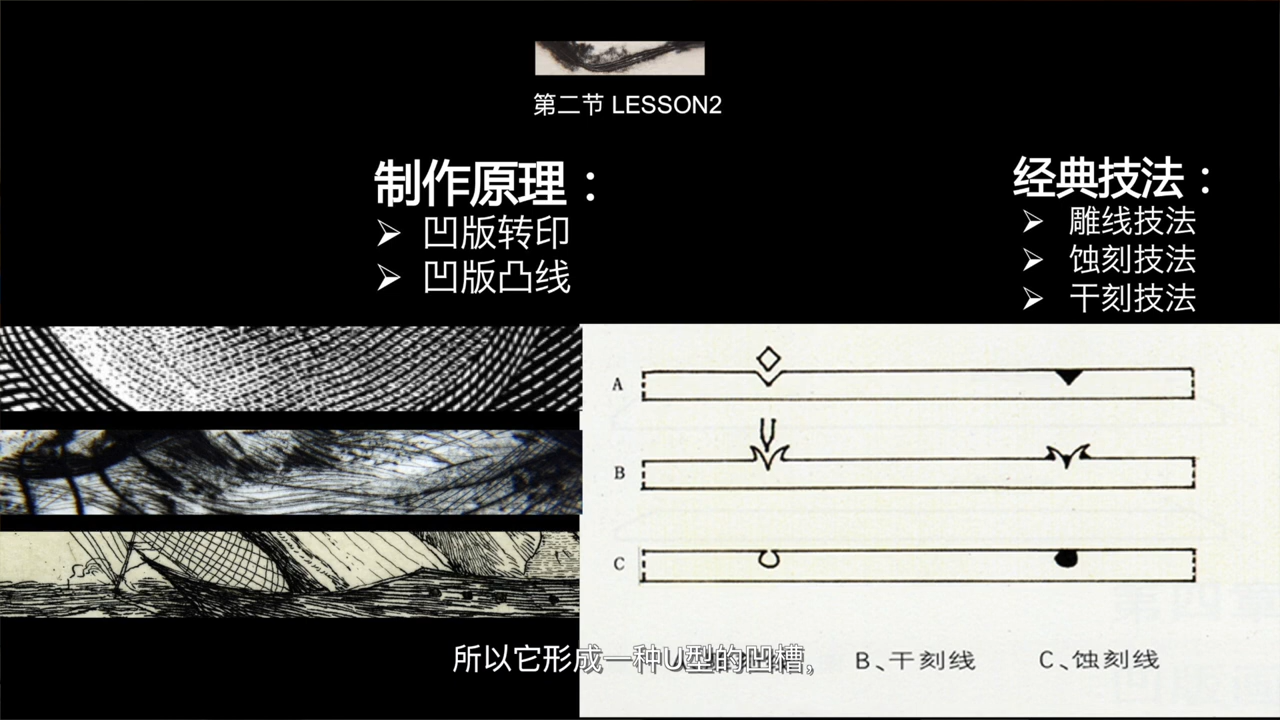 第二节 LESSON2
制作原理：
➢ 凹版转印
➢ 凹版凸线
经典技法：
➢ 雕线技法
➢ 蚀刻技法
➢ 干刻技法
A
B
C
B、干刻线
C、蚀刻线
所以它形成一种U型的凹槽,